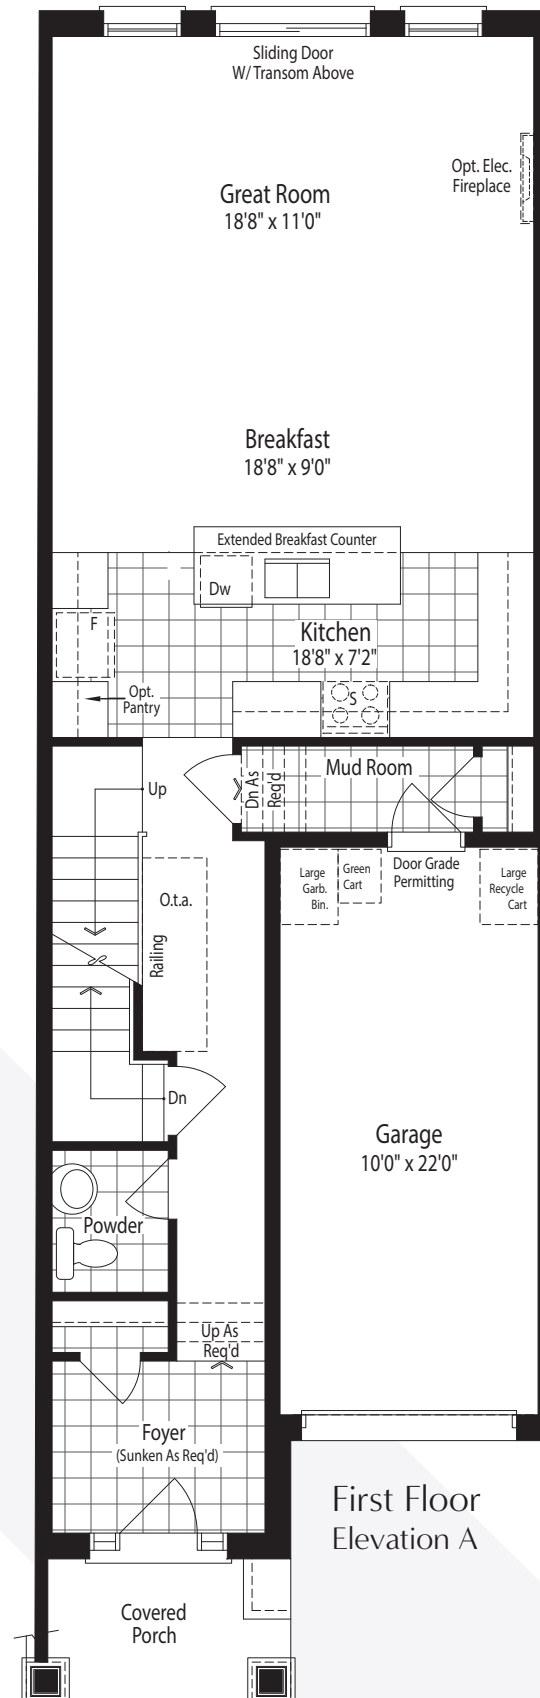 Sliding Door
W/ Transom Above
Opt. Elec.
Fireplace
Great Room
18'8" x 11'0"
Breakfast
18'8" x 9'0"
Extended Breakfast Counter
Dw
F
Kitchen
18'8" x 7'2"
Opt.
Pantry
S
Mud Room
Dn As
Req'd
Up
Large
Garb.
Bin.
Green
Cart
Door Grade
Permitting
Large
Recycle
Cart
O.t.a.
Railing
Dn
Garage
10'0" x 22'0"
Powder
Up As
Req'd
Foyer
(Sunken As Req'd)
First Floor
Elevation A
Covered
Porch